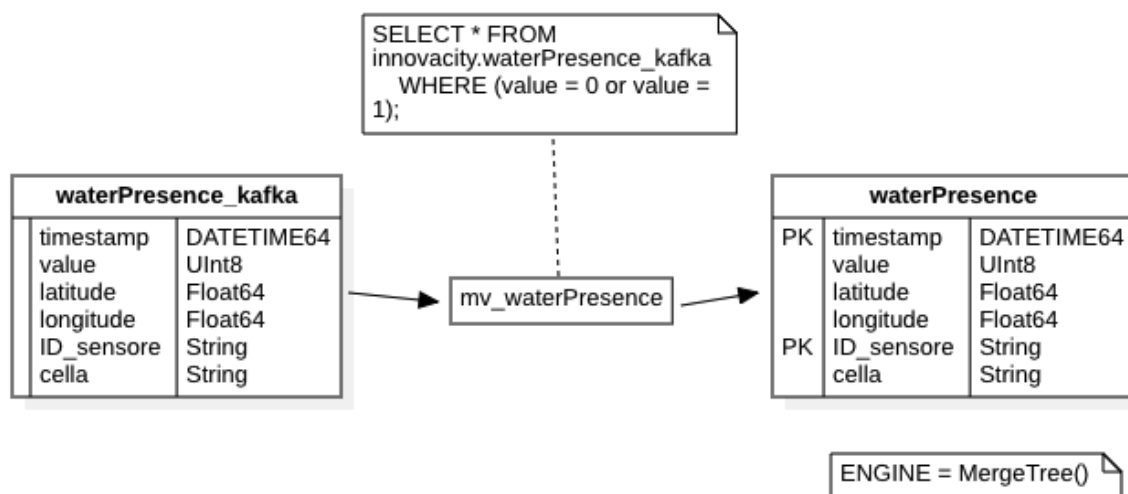 SELECT * FROM
innovacity.waterPresence_kafka
WHERE (value = 0 or value =
1);
waterPresence_kafka
timestamp DATETIME64
value UInt8
latitude Float64
longitude Float64
ID_sensore String
cella String
mv_waterPresence
waterPresence
PK timestamp DATETIME64
value UInt8
latitude Float64
longitude Float64
PK ID_sensore String
cella String
ENGINE = MergeTree()